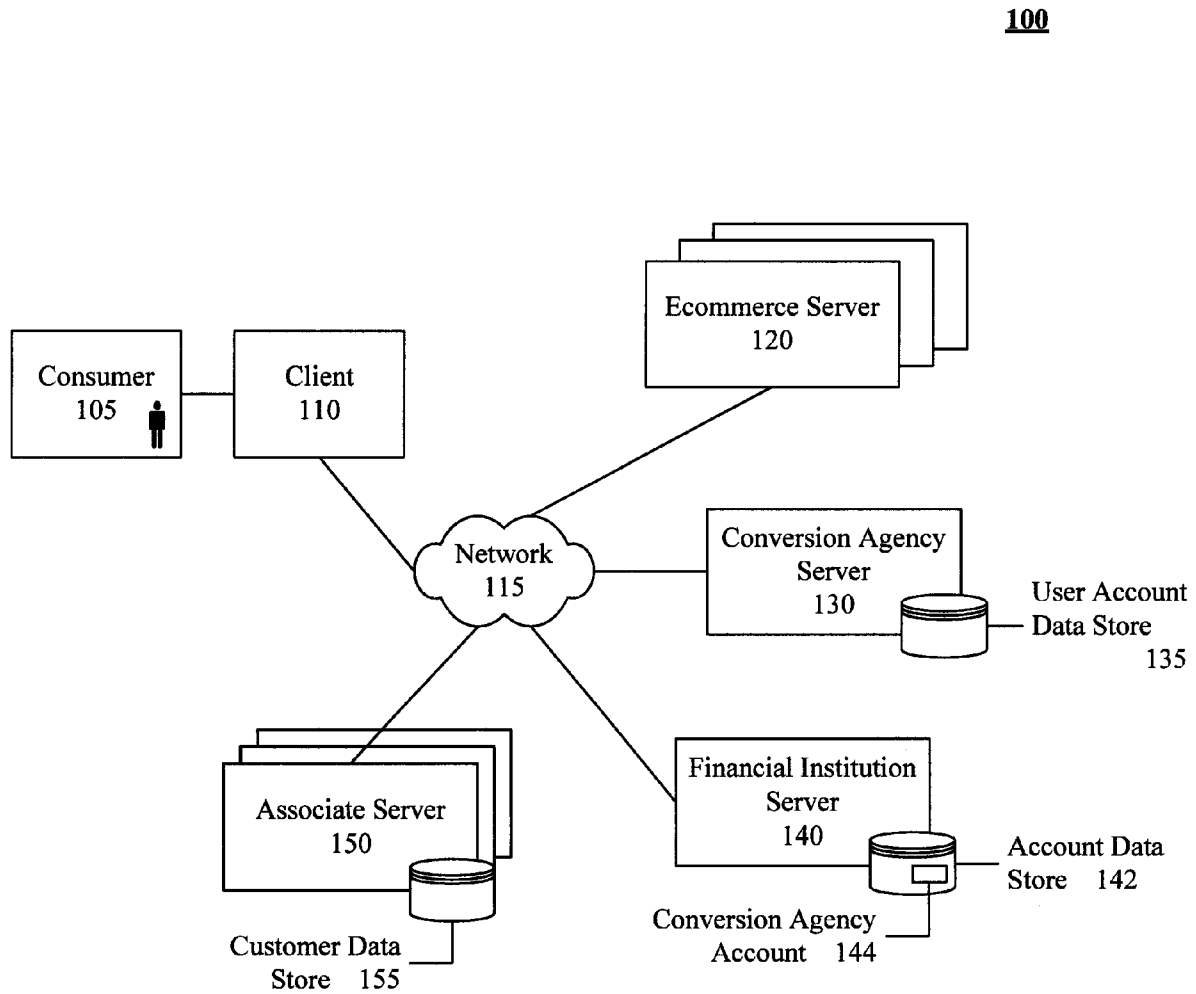 100
Ecommerce Server
120
Consumer
105
Client
110
Network
115
Conversion Agency
Server
130
User Account
Data Store
135
Associate Server
150
Customer Data
Store 155
Financial Institution
Server
140
Account Data
Store 142
Conversion Agency
Account 144